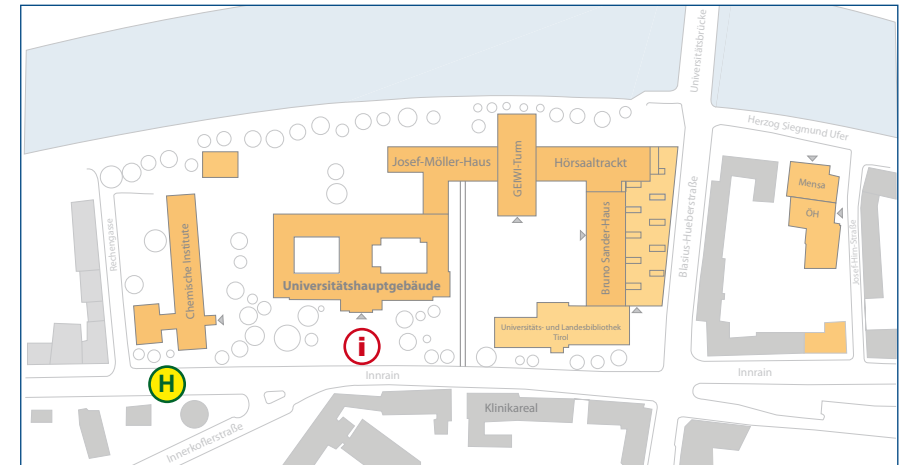 Universitätsbrücke
Herzog Siegmund Ufer
Josef-Möller-Haus
GEIWI-Turm
Hörsaaltrakt
Mensa
ÖH
Rechengasse
Chemische Institute
Bruno Sander-Haus
Blasius-Hueberstraße
Josef-Hirn-Straße
Universitätshauptgebäude
Universitäts- und Landesbibliothek
Tirol
i
H
Innrain
Innrain
Klinikareal
Innerkoflerstraße